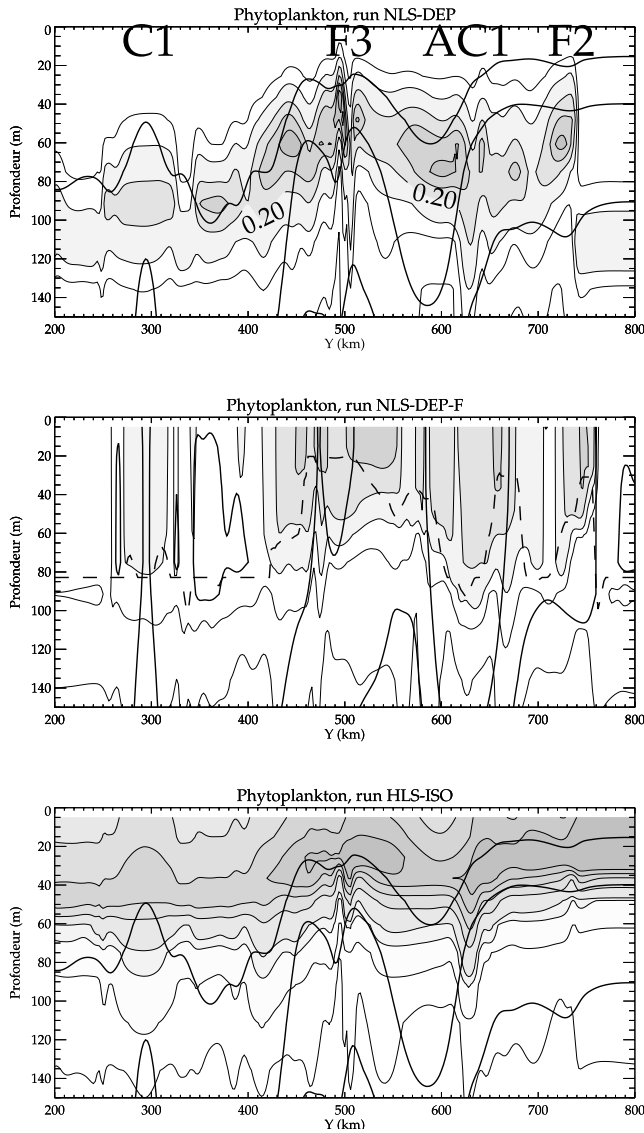 Phytoplankton, run NLS-DEP
C1 F3 AC1 F2
0
20
40
60
80
100
120
140
Profondeur (m)
0.20
0.20
200 300 400 500 600 700 800
Y (km)
Phytoplankton, run NLS-DEP-F
0
20
40
60
80
100
120
140
Profondeur (m)
200 300 400 500 600 700 800
Y (km)
Phytoplankton, run HLS-ISO
0
20
40
60
80
100
120
140
Profondeur (m)
200 300 400 500 600 700 800
Y (km)